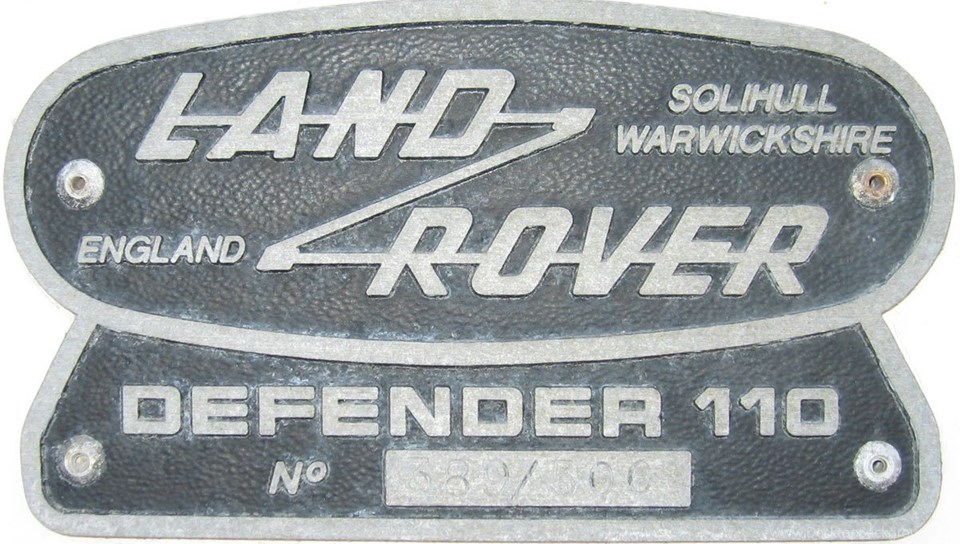 LAND
SOLIHULL
WARWICKSHIRE
ENGLAND
ROVER
DEFENDER 110
Nº